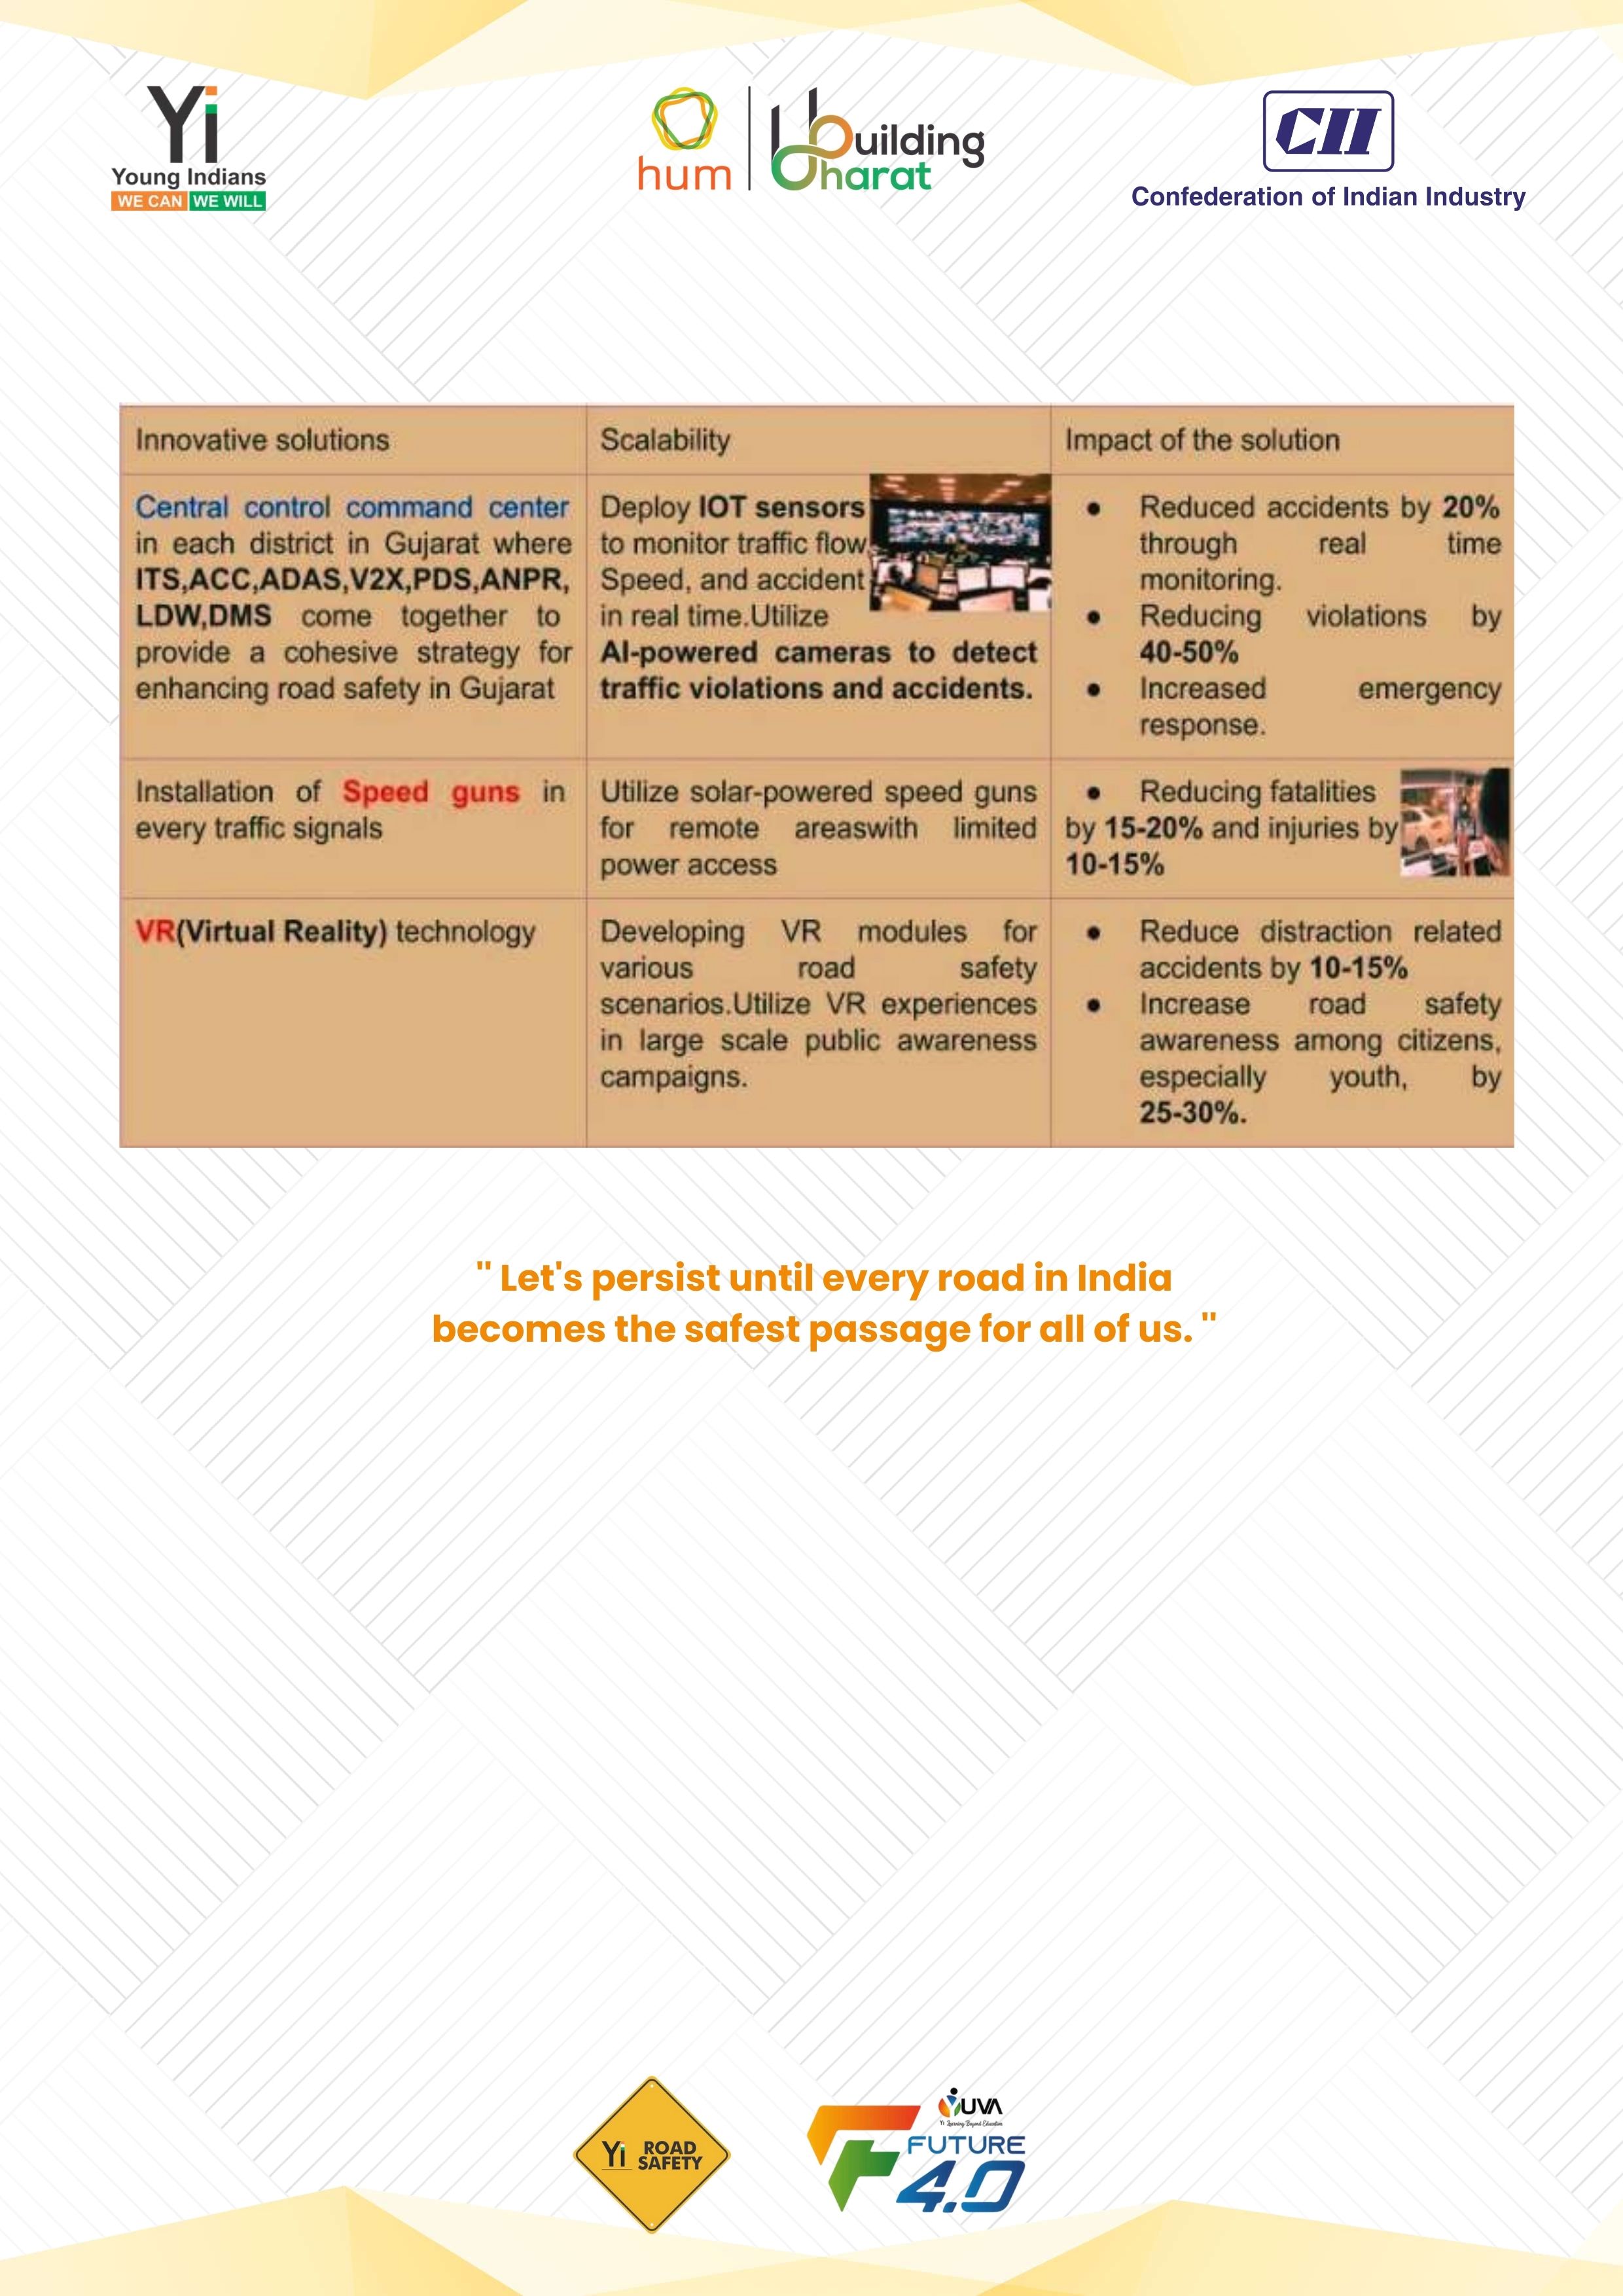 Yi
Young Indians
WE CAN WE WILL
hum
Building
Bharat
CII
Confederation of Indian Industry
Innovative solutions
Scalability
Impact of the solution
Central control command center
in each district in Gujarat where
ITS,ACC,ADAS,V2X,PDS,ANPR,
LDW,DMS come together to
provide a cohesive strategy for
enhancing road safety in Gujarat
Deploy IOT sensors
to monitor traffic flow,
Speed, and accident
in real time.Utilize
AI-powered cameras to detect
traffic violations and accidents.
● Reduced accidents by 20%
through real time
monitoring.
● Reducing violations by
40-50%
● Increased emergency
response.
Installation of Speed guns in
every traffic signals
Utilize solar-powered speed guns
for remote areaswith limited
power access
● Reducing fatalities
by 15-20% and injuries by
10-15%
VR(Virtual Reality) technology
Developing VR modules for
various road safety
scenarios.Utilize VR experiences
in large scale public awareness
campaigns.
● Reduce distraction related
accidents by 10-15%
● Increase road safety
awareness among citizens,
especially youth, by
25-30%.
" Let's persist until every road in India
becomes the safest passage for all of us. "
Yi ROAD
SAFETY
YUVA
Yi Learning Beyond Education
FUTURE
4.0